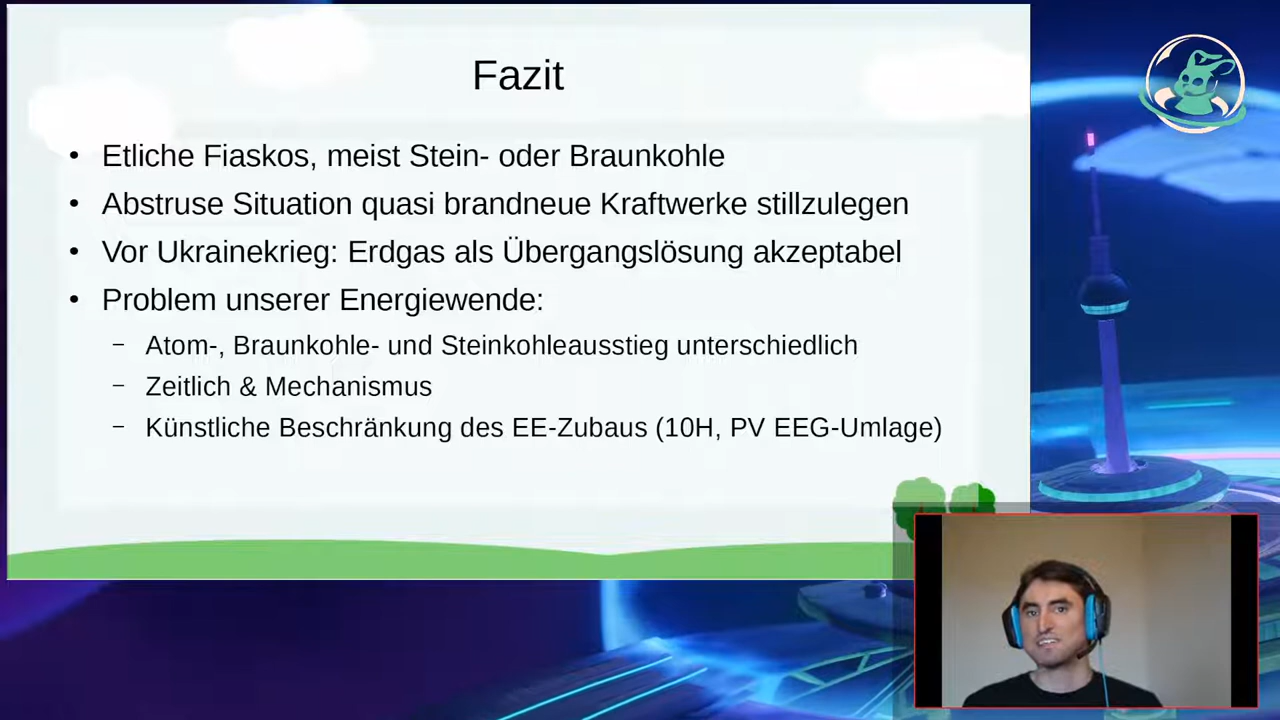 Fazit
• Etliche Fiaskos, meist Stein- oder Braunkohle
• Abstruse Situation quasi brandneue Kraftwerke stillzulegen
• Vor Ukrainekrieg: Erdgas als Übergangslösung akzeptabel
• Problem unserer Energiewende:
– Atom-, Braunkohle- und Steinkohleausstieg unterschiedlich
– Zeitlich & Mechanismus
– Künstliche Beschränkung des EE-Zubaus (10H, PV EEG-Umlage)